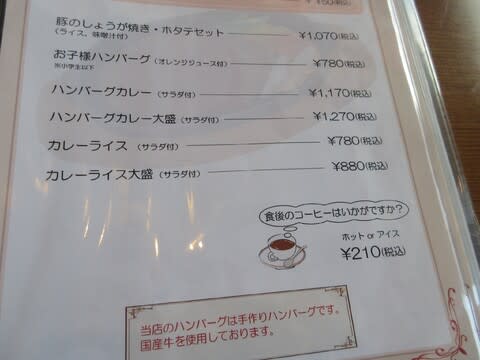 ¥150(税込)
豚のしょうが焼き・ホタテセット ¥1,070(税込)
(ライス、味噌汁付)
お子様ハンバーグ (オレンジジュース付) ¥780(税込)
※小学生以下
ハンバーグカレー (サラダ付) ¥1,170(税込)
ハンバーグカレー大盛 (サラダ付) ¥1,270(税込)
カレーライス (サラダ付) ¥780(税込)
カレーライス大盛 (サラダ付) ¥880(税込)
食後のコーヒーはいかがですか?
ホット or アイス
¥210(税込)
当店のハンバーグは手作りハンバーグです。
国産牛を使用しております。